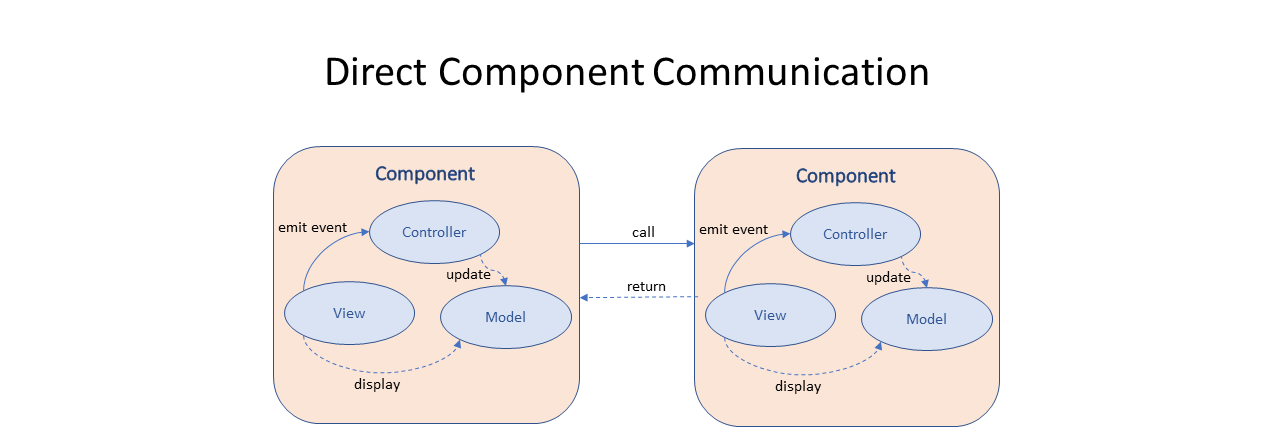 Direct Component Communication
Component
emit event
Controller
update
View
Model
display
call
return
Component
emit event
Controller
update
View
Model
display